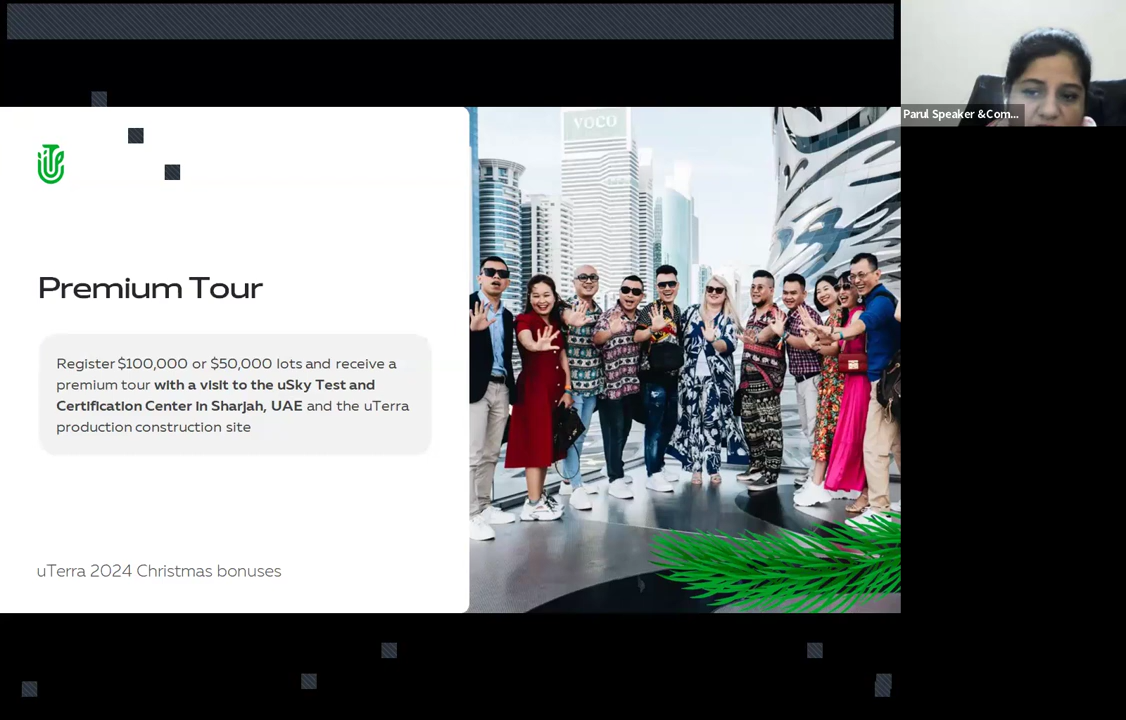 Parul Speaker &Com...
VOCO
Premium Tour
Register $100,000 or $50,000 lots and receive a
premium tour with a visit to the uSky Test and
Certification Center in Sharjah, UAE and the uTerra
production construction site
uTerra 2024 Christmas bonuses